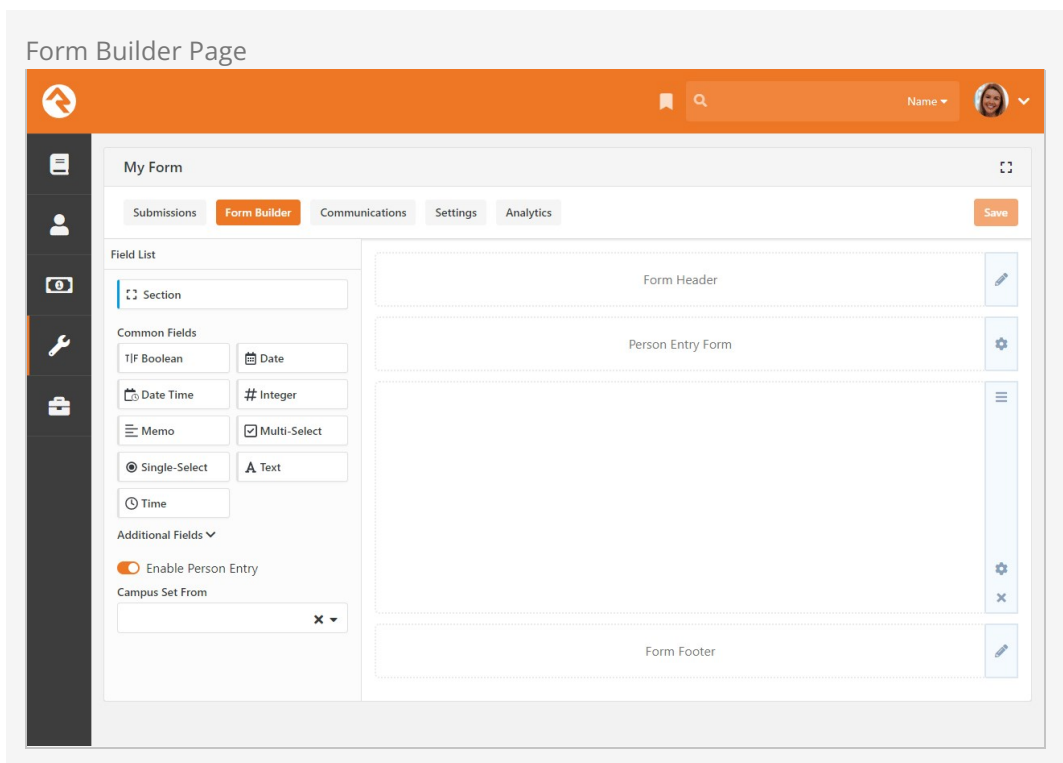 Form Builder Page
Name
My Form
Submissions Form Builder Communications Settings Analytics Save
Field List
Section
Common Fields
T|F Boolean Date
Date Time # Integer
Memo Multi-Select
Single-Select A Text
Time
Additional Fields
Enable Person Entry
Campus Set From
Form Header
Person Entry Form
Form Footer